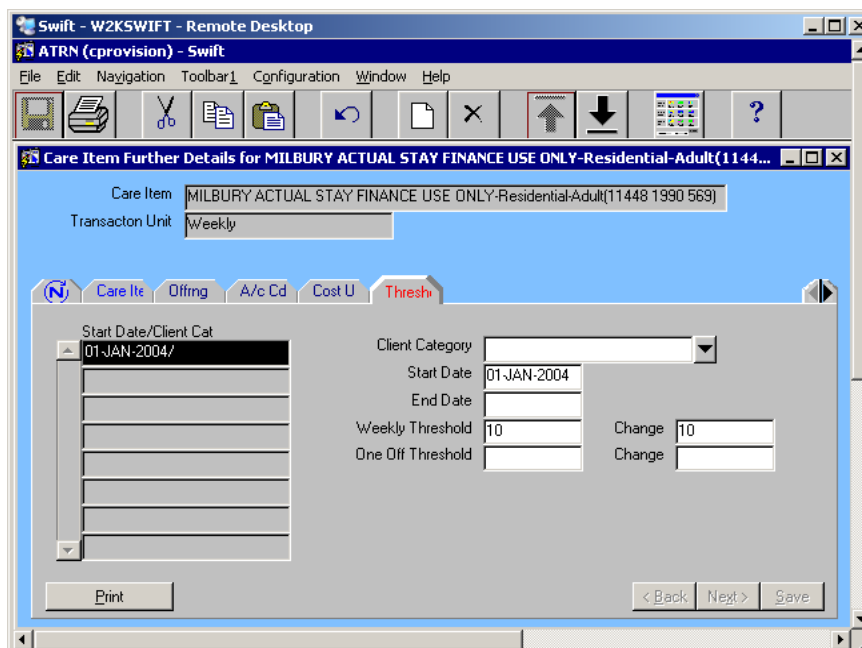 Swift - W2KSWIFT - Remote Desktop
ATRN (cprovision) - Swift
File Edit Navigation Toolbar1 Configuration Window Help
?
Care Item Further Details for MILBURY ACTUAL STAY FINANCE USE ONLY-Residential-Adult(1144...
Care Item MILBURY ACTUAL STAY FINANCE USE ONLY-Residential-Adult(11448 1990 569)
Transacton Unit Weekly
N Care Ite Offrng A/c Cd Cost U Thresh
Start Date/Client Cat
01-JAN-2004/
Client Category
Start Date 01-JAN-2004
End Date
Weekly Threshold 10 Change 10
One Off Threshold Change
Print < Back Next > Save